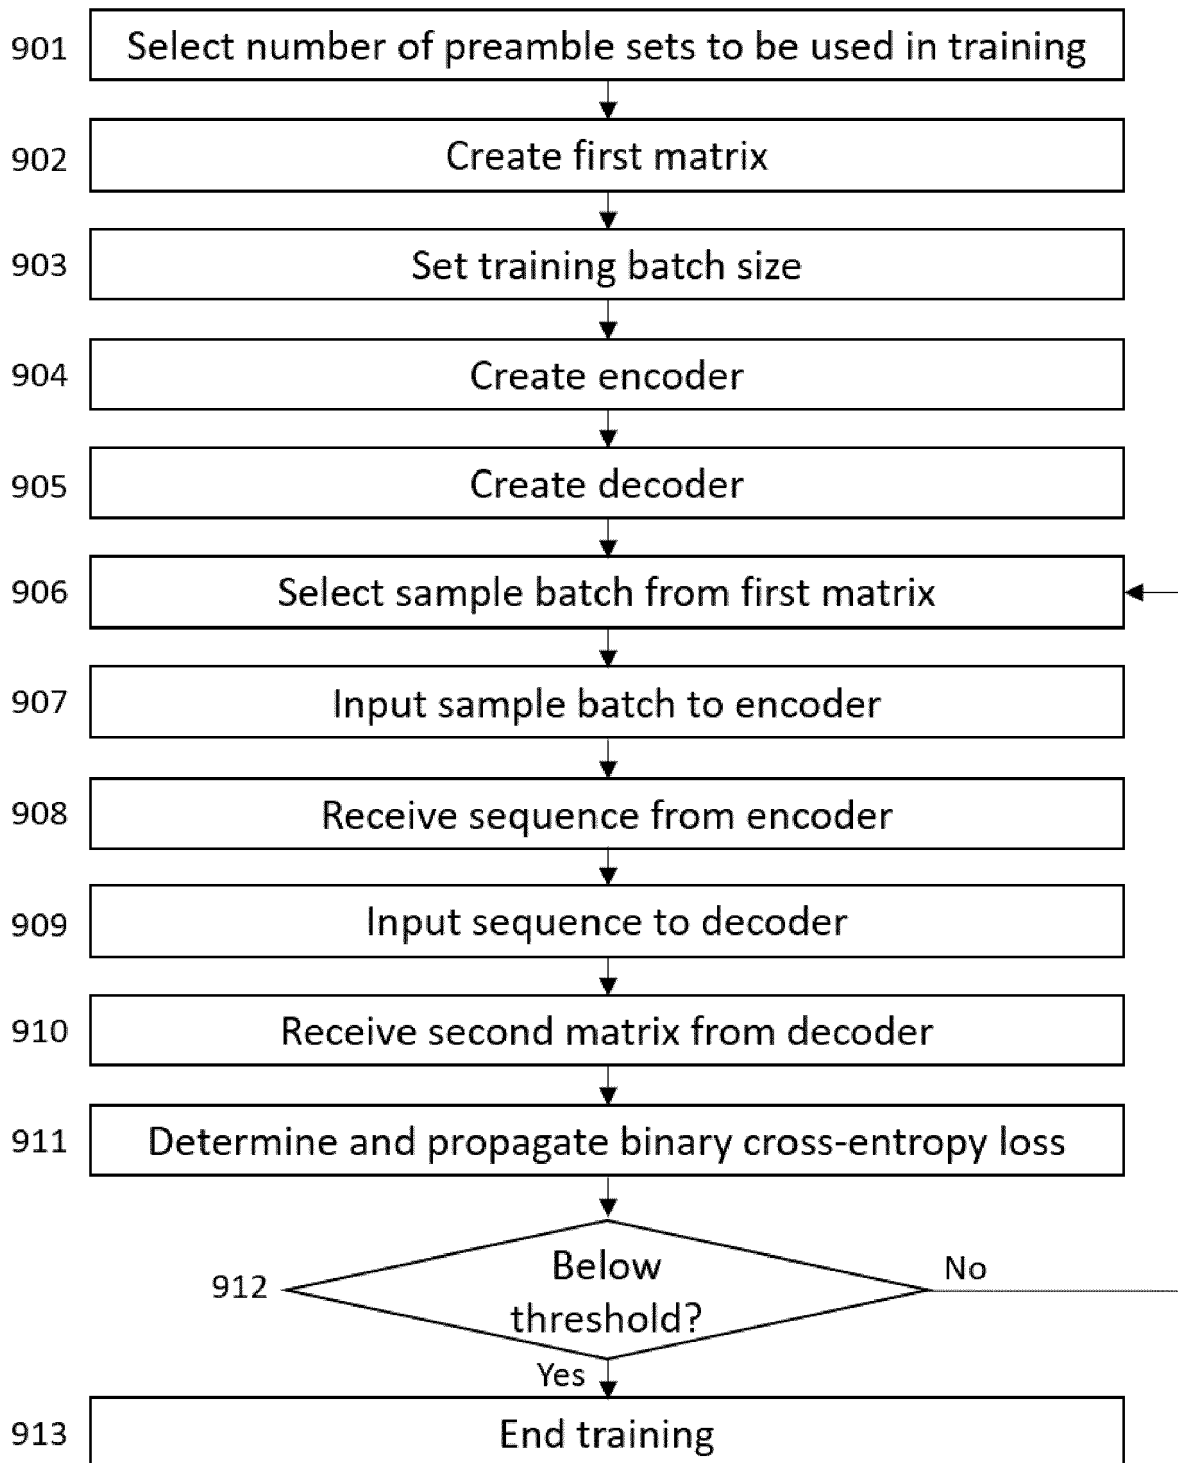 901 Select number of preamble sets to be used in training
902 Create first matrix
903 Set training batch size
904 Create encoder
905 Create decoder
906 Select sample batch from first matrix
907 Input sample batch to encoder
908 Receive sequence from encoder
909 Input sequence to decoder
910 Receive second matrix from decoder
911 Determine and propagate binary cross-entropy loss
912 Below
threshold?
No
Yes
913 End training